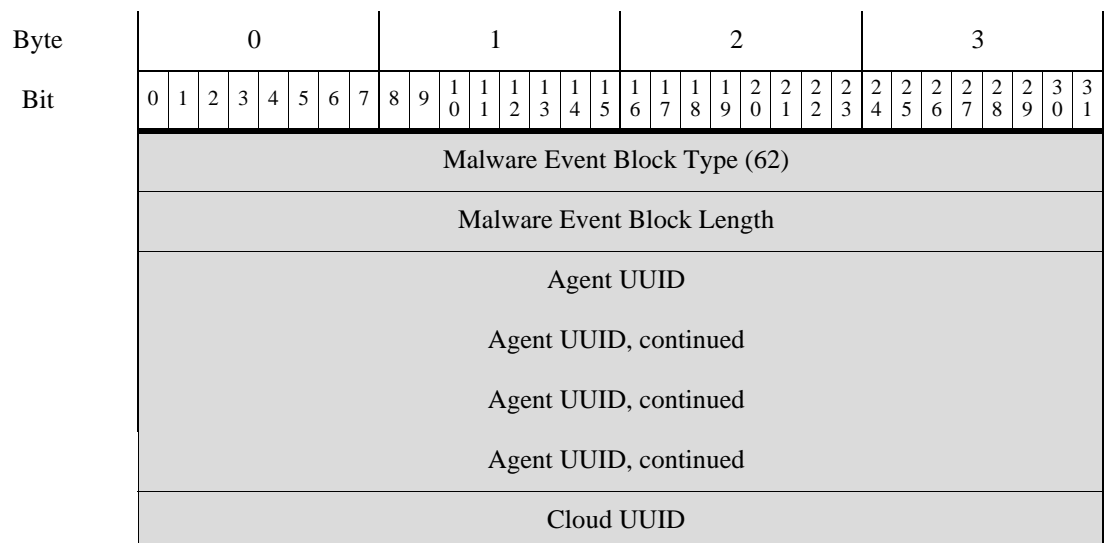 Byte 0 1 2 3
Bit 0 1 2 3 4 5 6 7 8 9 10 11 12 13 14 15 16 17 18 19 20 21 22 23 24 25 26 27 28 29 30 31
Malware Event Block Type (62)
Malware Event Block Length
Agent UUID
Agent UUID, continued
Agent UUID, continued
Agent UUID, continued
Cloud UUID